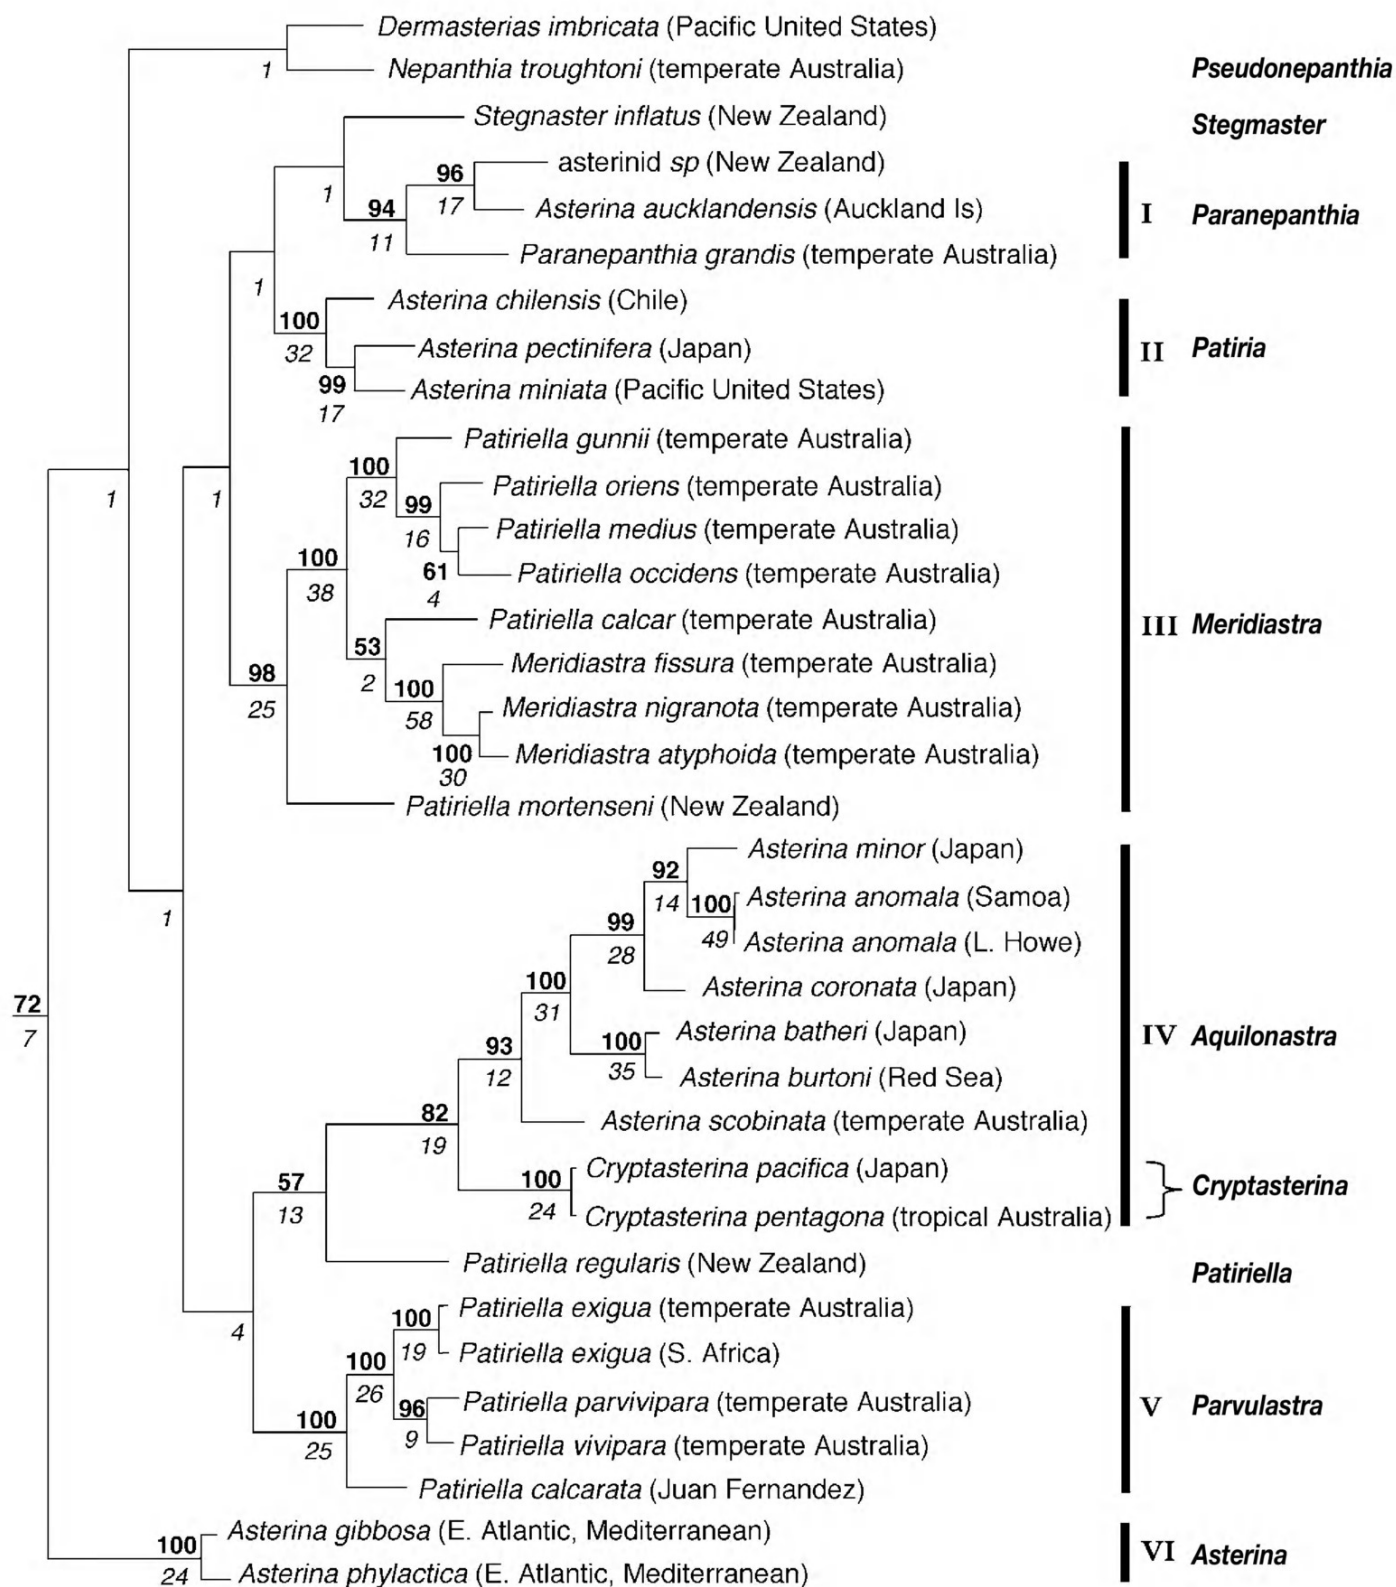 Dermasterias imbricata (Pacific United States)
1 Nepanthia troughtoni (temperate Australia) Pseudonepanthia
Stegnaster inflatus (New Zealand) Stegmaster
96 asterinid sp (New Zealand)
1 94 17 Asterina aucklandensis (Auckland Is) I Paranepanthia
11 Paranepanthia grandis (temperate Australia)
1 Asterina chilensis (Chile)
100
32 Asterina pectinifera (Japan) II Patiria
99 Asterina miniata (Pacific United States)
17
Patiriella gunnii (temperate Australia)
100
1 32 99 Patiriella oriens (temperate Australia)
1 16 Patiriella medius (temperate Australia)
100 61 Patiriella occidens (temperate Australia)
38 4
Patiriella calcar (temperate Australia) III Meridiastra
53
98 2 100 Meridiastra fissura (temperate Australia)
25 58 Meridiastra nigranota (temperate Australia)
100 Meridiastra atyphoida (temperate Australia)
30
Patiriella mortenseni (New Zealand)
Asterina minor (Japan)
92
1 14 100 Asterina anomala (Samoa)
99 49 Asterina anomala (L. Howe)
28
100 Asterina coronata (Japan)
72 31
7 93 100 Asterina batheri (Japan) IV Aquilonastra
12 35 Asterina burtoni (Red Sea)
82 Asterina scobinata (temperate Australia)
19
57 100 Cryptasterina pacifica (Japan) Cryptasterina
13 24 Cryptasterina pentagona (tropical Australia)
Patiriella regularis (New Zealand) Patiriella
4 100 Patiriella exigua (temperate Australia)
100 19 Patiriella exigua (S. Africa)
26 96 Patiriella parvivipara (temperate Australia) V Parvulastra
100 9 Patiriella vivipara (temperate Australia)
25 Patiriella calcarata (Juan Fernandez)
100 Asterina gibbosa (E. Atlantic, Mediterranean)
VI Asterina
24 Asterina phylactica (E. Atlantic, Mediterranean)